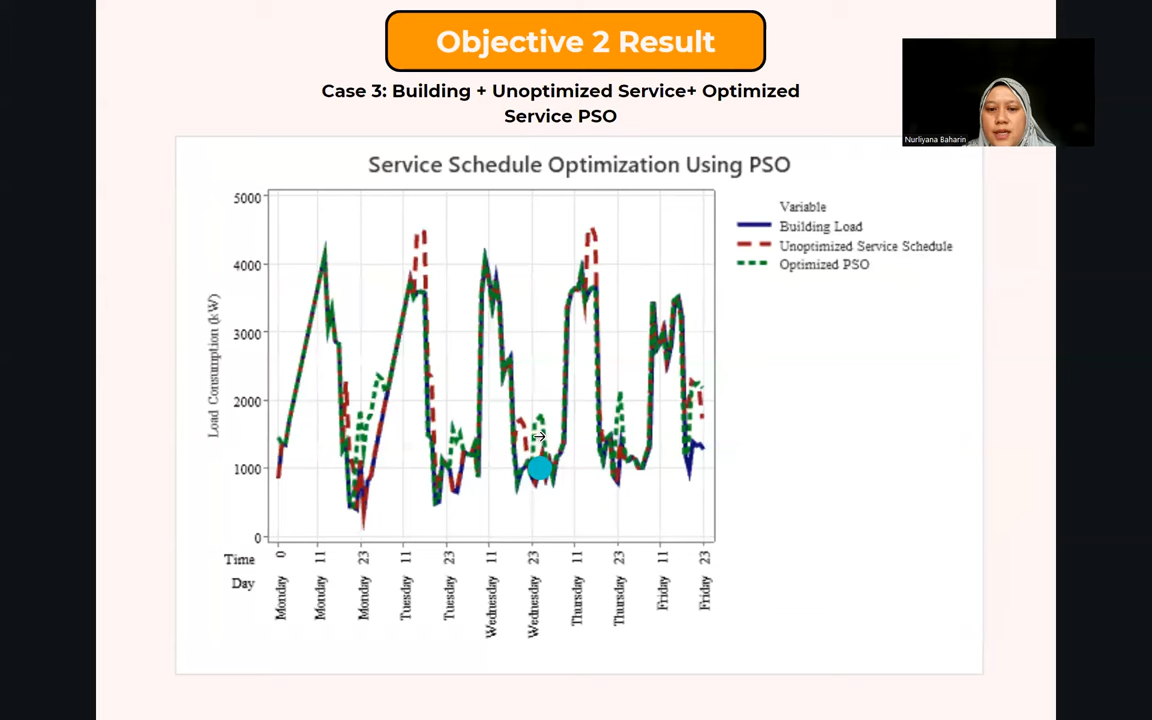 Objective 2 Result
Case 3: Building + Unoptimized Service+ Optimized
Service PSO
Nurliyana Baharin
Service Schedule Optimization Using PSO
Variable
Building Load
Unoptimized Service Schedule
Optimized PSO
Load Consumption (kW)
5000
4000
3000
2000
1000
0
Time
0
11
23
11
23
11
23
11
23
11
23
Day
Monday
Monday
Monday
Tuesday
Tuesday
Wednesday
Wednesday
Thursday
Thursday
Friday
Friday